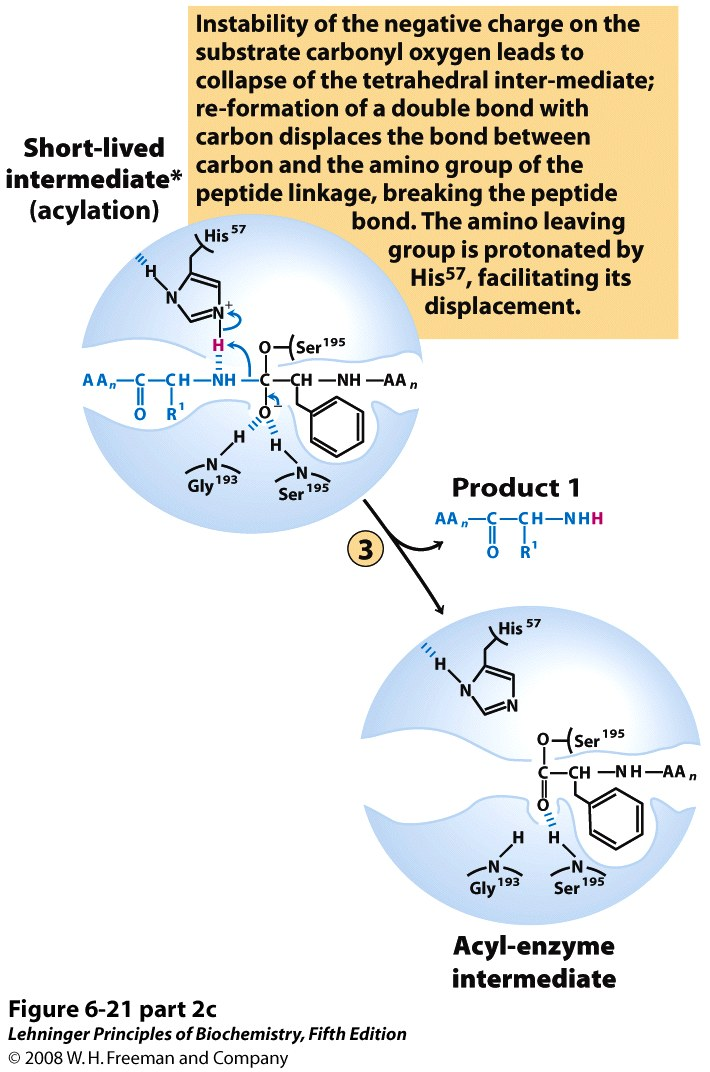 Instability of the negative charge on the
substrate carbonyl oxygen leads to
collapse of the tetrahedral inter-mediate;
re-formation of a double bond with
carbon displaces the bond between
carbon and the amino group of the
peptide linkage, breaking the peptide
bond. The amino leaving
group is protonated by
His57, facilitating its
displacement.
Short-lived
intermediate*
(acylation)
His 57
H
N
N+
H
O Ser195
AAn C CH NH C CH NH AAn
O R1 O−
H H
N N
Gly193 Ser195
Product 1
AAn C CH NHH
O R1
3
His 57
H
N
N
O Ser195
C CH NH AAn
O
H H
N N
Gly193 Ser195
Acyl-enzyme
intermediate
Figure 6-21 part 2c
Lehninger Principles of Biochemistry, Fifth Edition
© 2008 W. H. Freeman and Company